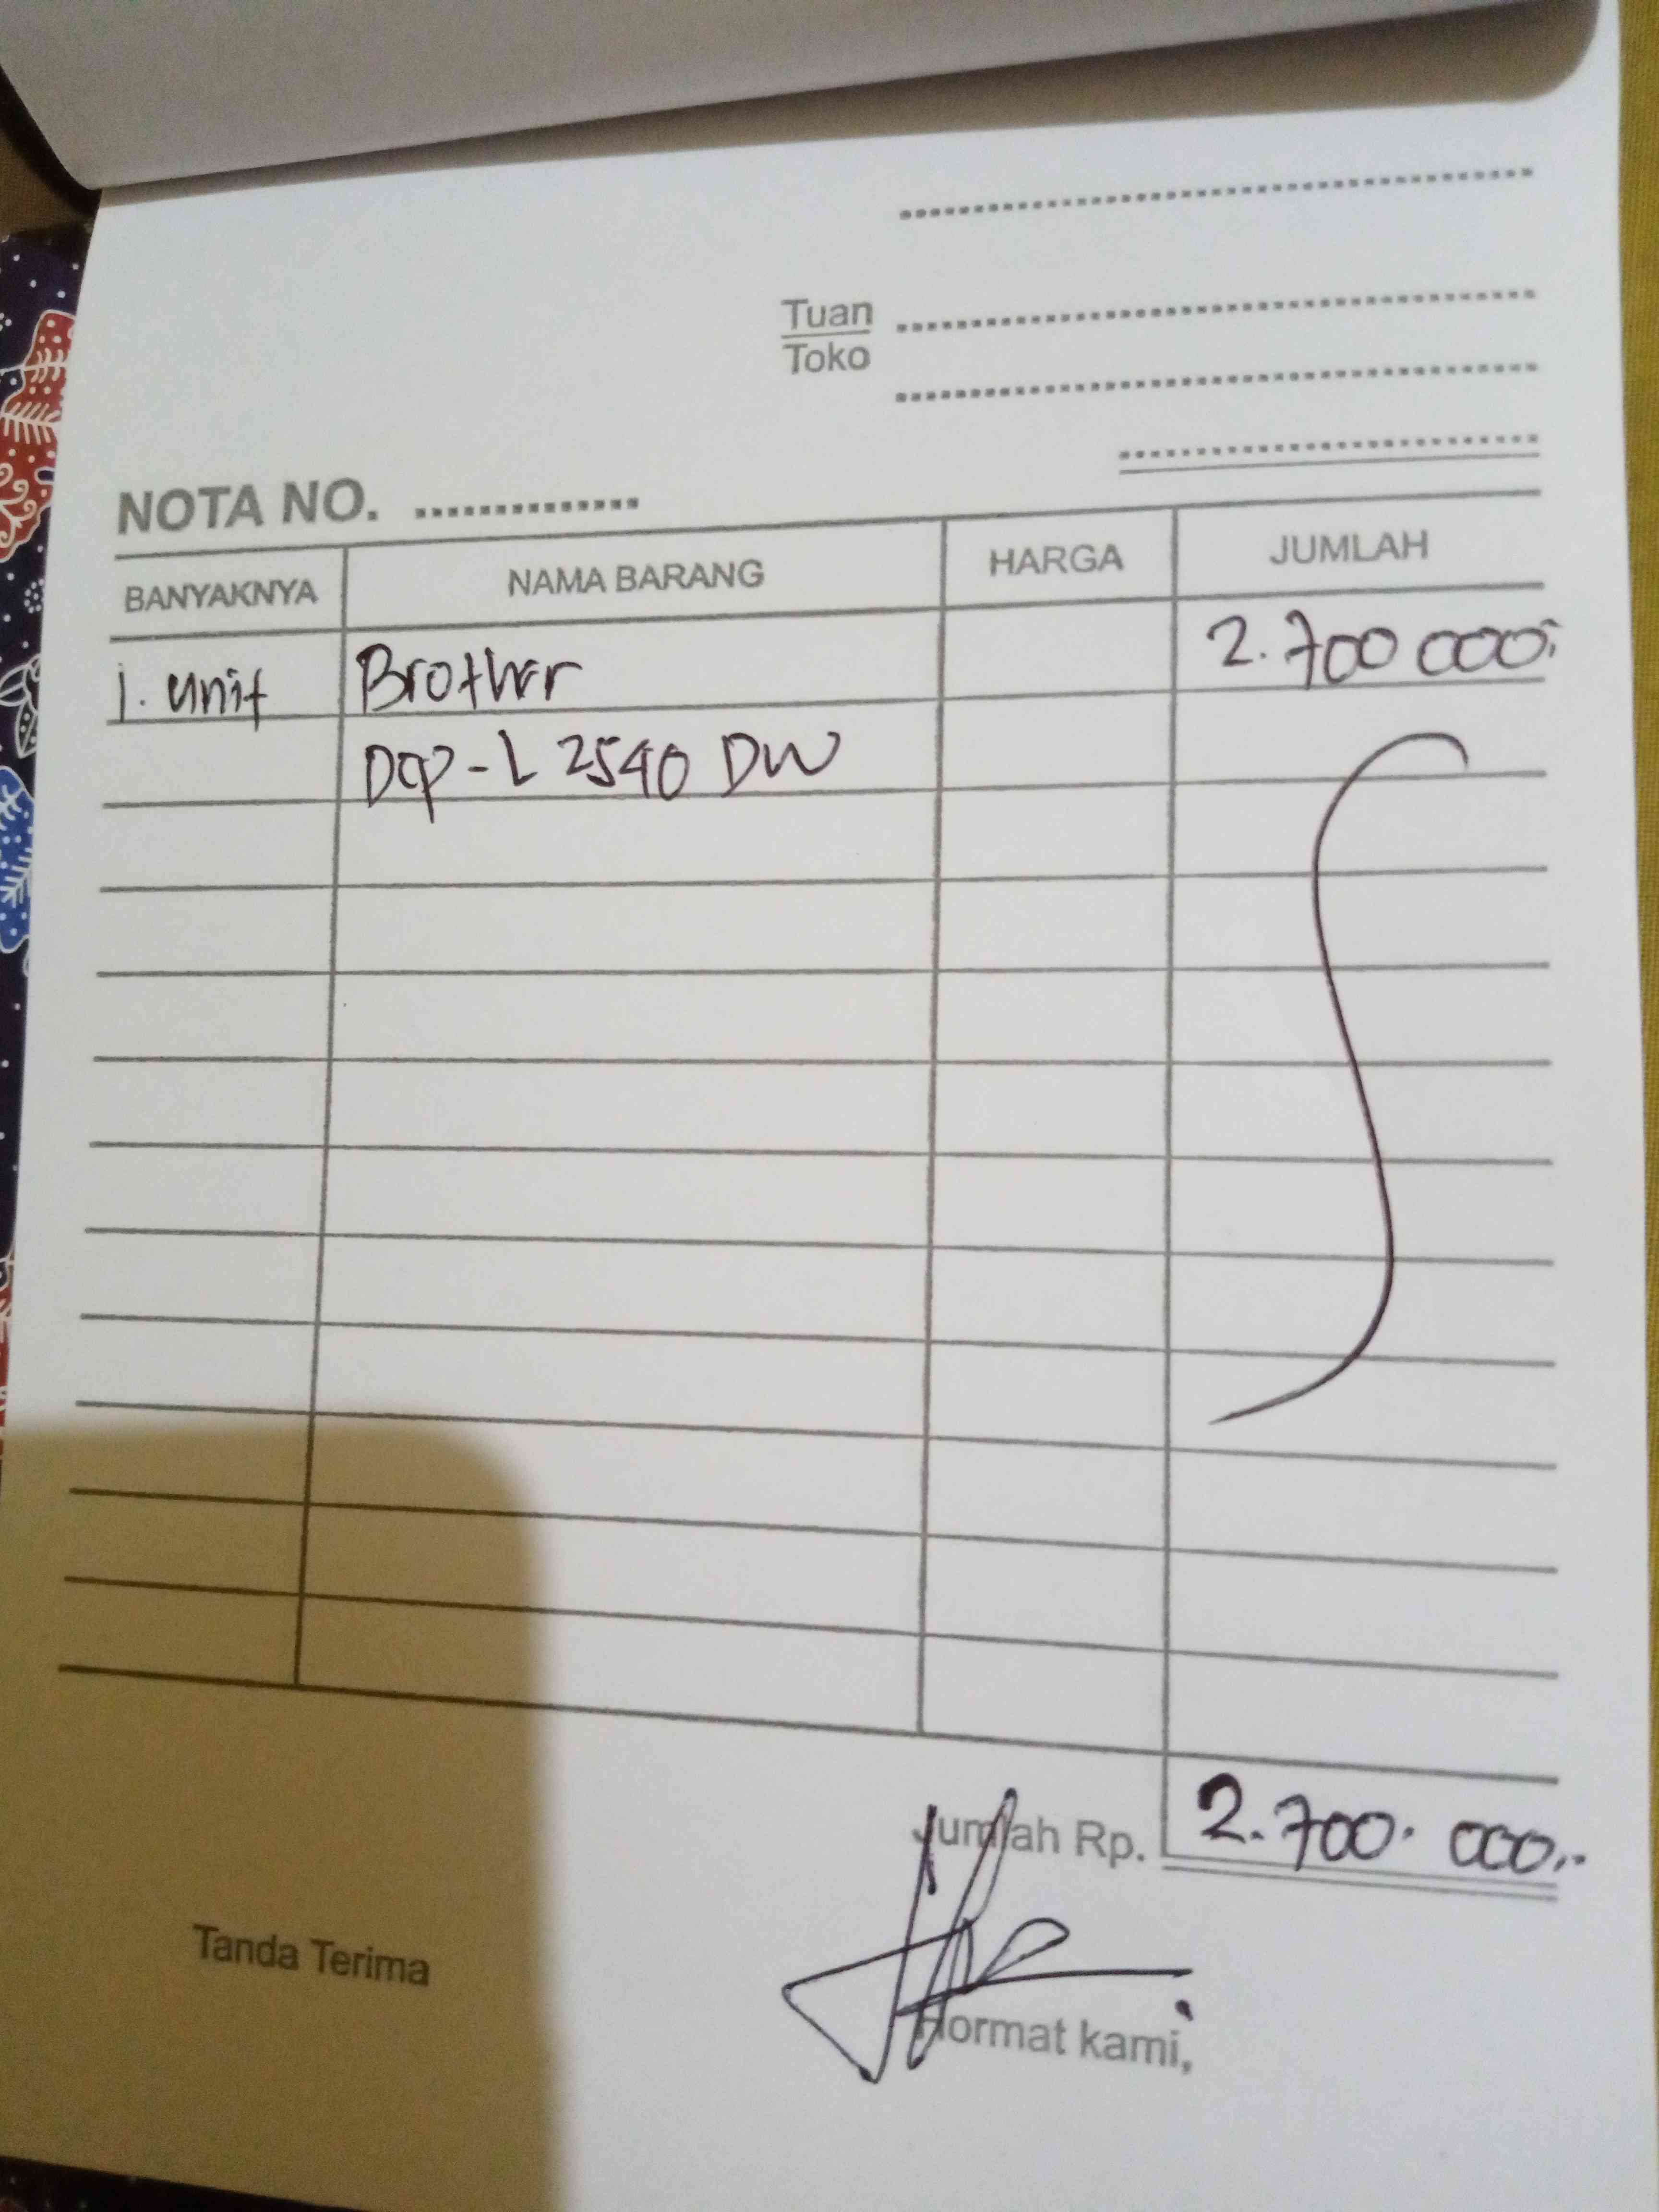 Tuan
Toko
NOTA NO.
BANYAKNYA NAMA BARANG HARGA JUMLAH
1. unit Brother 2.700 000,-
DCP-L 2540 DW
Jumlah Rp. 2.700.000,-
Tanda Terima
Hormat kami,